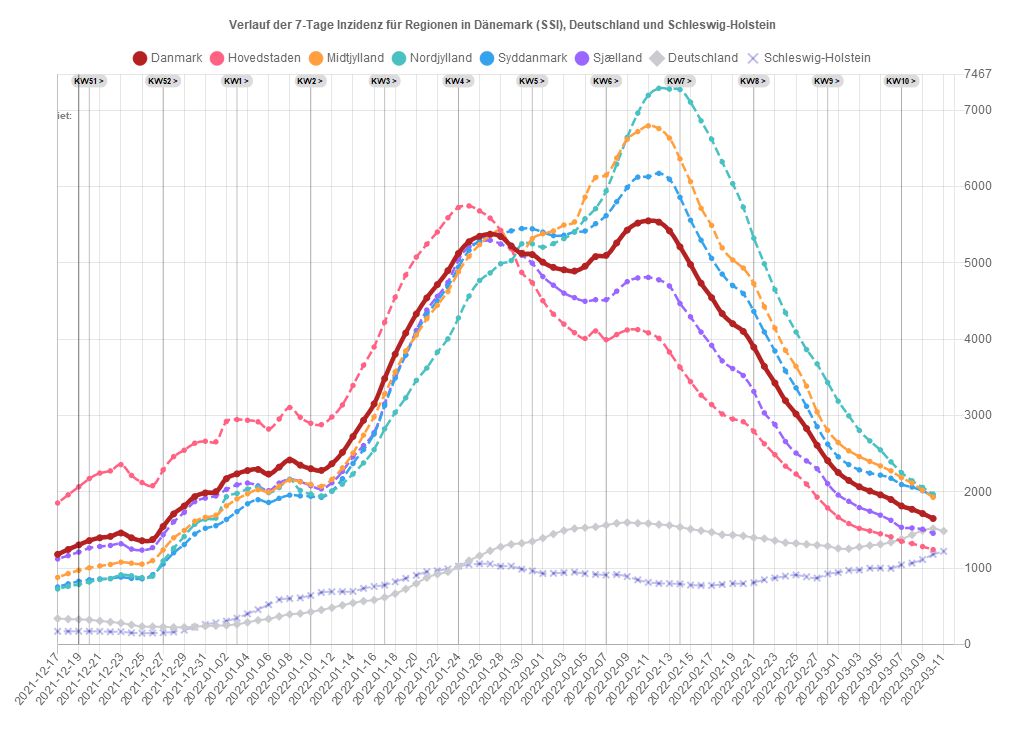 Verlauf der 7-Tage Inzidenz für Regionen in Dänemark (SSI), Deutschland und Schleswig-Holstein
Danmark Hovedstaden Midtjylland Nordjylland Syddanmark Sjælland Deutschland Schleswig-Holstein
KW51 > KW52 > KW1 > KW2 > KW3 > KW4 > KW5 > KW6 > KW7 > KW8 > KW9 > KW10 >
7467
7000
iet:
6000
5000
4000
3000
2000
1000
0
2021-12-17 2021-12-19 2021-12-21 2021-12-23 2021-12-25 2021-12-27 2021-12-29 2021-12-31 2022-01-02 2022-01-04 2022-01-06 2022-01-08 2022-01-10 2022-01-12 2022-01-14 2022-01-16 2022-01-18 2022-01-20 2022-01-22 2022-01-24 2022-01-26 2022-01-28 2022-01-30 2022-02-01 2022-02-03 2022-02-05 2022-02-07 2022-02-09 2022-02-11 2022-02-13 2022-02-15 2022-02-17 2022-02-19 2022-02-21 2022-02-23 2022-02-25 2022-02-27 2022-03-01 2022-03-03 2022-03-05 2022-03-07 2022-03-09 2022-03-11